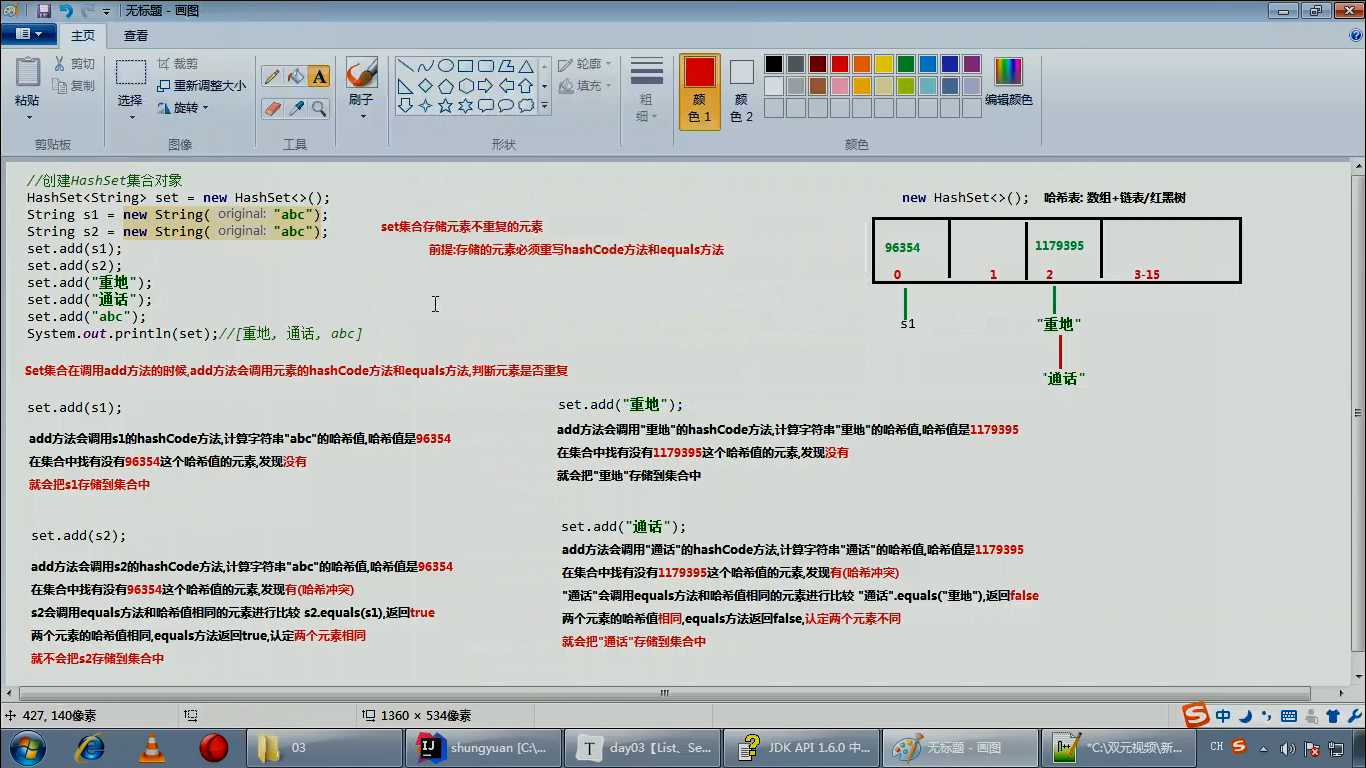 无标题 - 画图
主页
查看
粘贴
剪切
复制
剪贴板
选择
裁剪
重新调整大小
旋转
图像
A
工具
刷子
形状
轮廓
填充
粗细
颜色 1
颜色 2
编辑颜色
颜色
//创建HashSet集合对象
HashSet<String> set = new HashSet<>();
String s1 = new String( original: "abc");
String s2 = new String( original: "abc");
set.add(s1);
set.add(s2);
set.add("重地");
set.add("通话");
set.add("abc");
System.out.println(set);//[重地, 通话, abc]
set集合存储元素不重复的元素
前提:存储的元素必须重写hashCode方法和equals方法
new HashSet<>(); 哈希表: 数组+链表/红黑树
96354
1179395
0
1
2
3-15
s1
"重地"
"通话"
Set集合在调用add方法的时候,add方法会调用元素的hashCode方法和equals方法,判断元素是否重复
set.add(s1);
add方法会调用s1的hashCode方法,计算字符串"abc"的哈希值,哈希值是96354
在集合中找有没有96354这个哈希值的元素,发现没有
就会把s1存储到集合中
set.add(s2);
add方法会调用s2的hashCode方法,计算字符串"abc"的哈希值,哈希值是96354
在集合中找有没有96354这个哈希值的元素,发现有(哈希冲突)
s2会调用equals方法和哈希值相同的元素进行比较 s2.equals(s1),返回true
两个元素的哈希值相同,equals方法返回true,认定两个元素相同
就不会把s2存储到集合中
set.add("重地");
add方法会调用"重地"的hashCode方法,计算字符串"重地"的哈希值,哈希值是1179395
在集合中找有没有1179395这个哈希值的元素,发现没有
就会把"重地"存储到集合中
set.add("通话");
add方法会调用"通话"的hashCode方法,计算字符串"通话"的哈希值,哈希值是1179395
在集合中找有没有1179395这个哈希值的元素,发现有(哈希冲突)
"通话"会调用equals方法和哈希值相同的元素进行比较 "通话".equals("重地"),返回false
两个元素的哈希值相同,equals方法返回false,认定两个元素不同
就会把"通话"存储到集合中
427, 140像素
1360 × 534像素
中
03
shungyuan [C:\...
day03【List、Se...
JDK API 1.6.0 中...
无标题 - 画图
*C:\双元视频\新...
CH